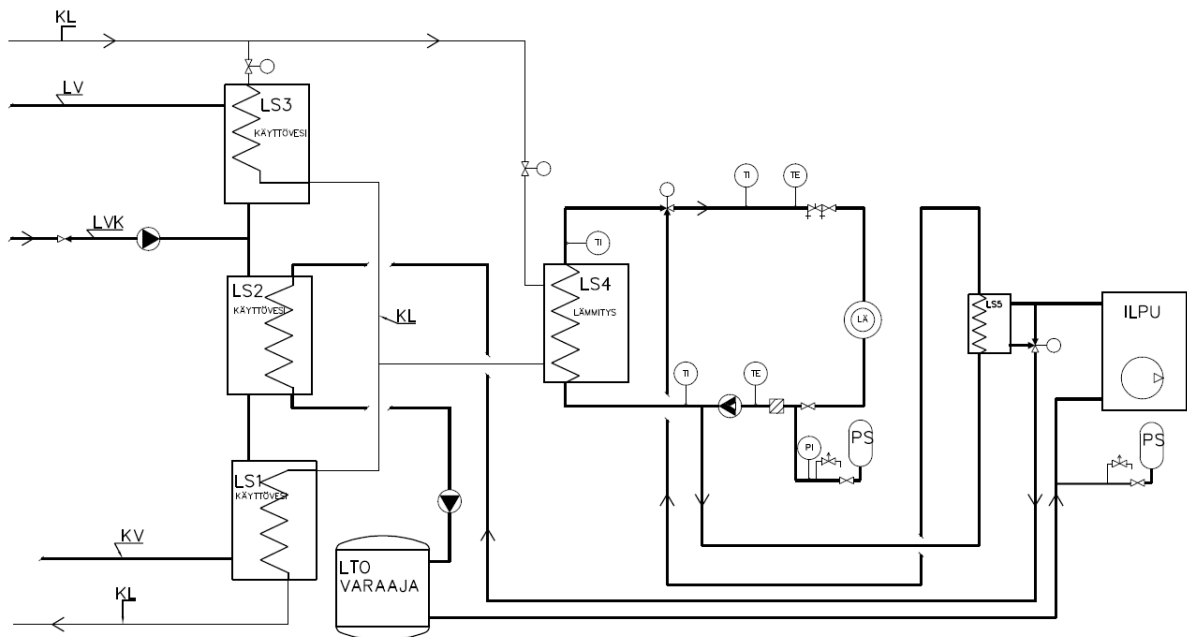 KL
LV
LS3
KÄYTTÖVESI
LVK
LS2
KÄYTTÖVESI
KL
LS1
KÄYTTÖVESI
KV
KL
LTO
VARAAJA
TI
LS4
LÄMMITYS
TI
TE
LÄ
TI
TE
PI
PS
LS5
ILPU
PS